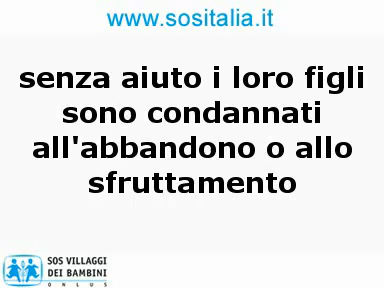 www.sositalia.it
senza aiuto i loro figli
sono condannati
all'abbandono o allo
sfruttamento
SOS VILLAGGI
DEI BAMBINI
ONLUS